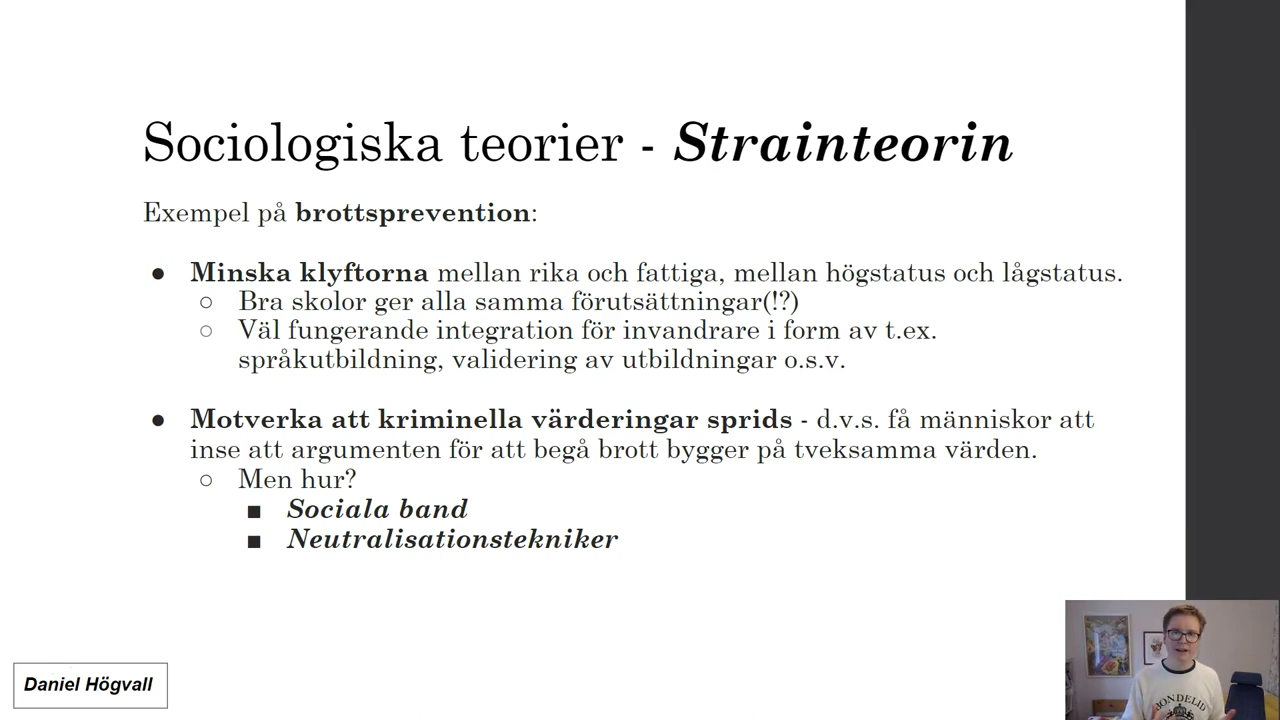 Sociologiska teorier - Strainteorin
Exempel på brottsprevention:
● Minska klyftorna mellan rika och fattiga, mellan högstatus och lågstatus.
○ Bra skolor ger alla samma förutsättningar(!?)
○ Väl fungerande integration för invandrare i form av t.ex.
språkutbildning, validering av utbildningar o.s.v.
● Motverka att kriminella värderingar sprids - d.v.s. få människor att
inse att argumenten för att begå brott bygger på tveksamma värden.
○ Men hur?
■ Sociala band
■ Neutralisationstekniker
Daniel Högvall